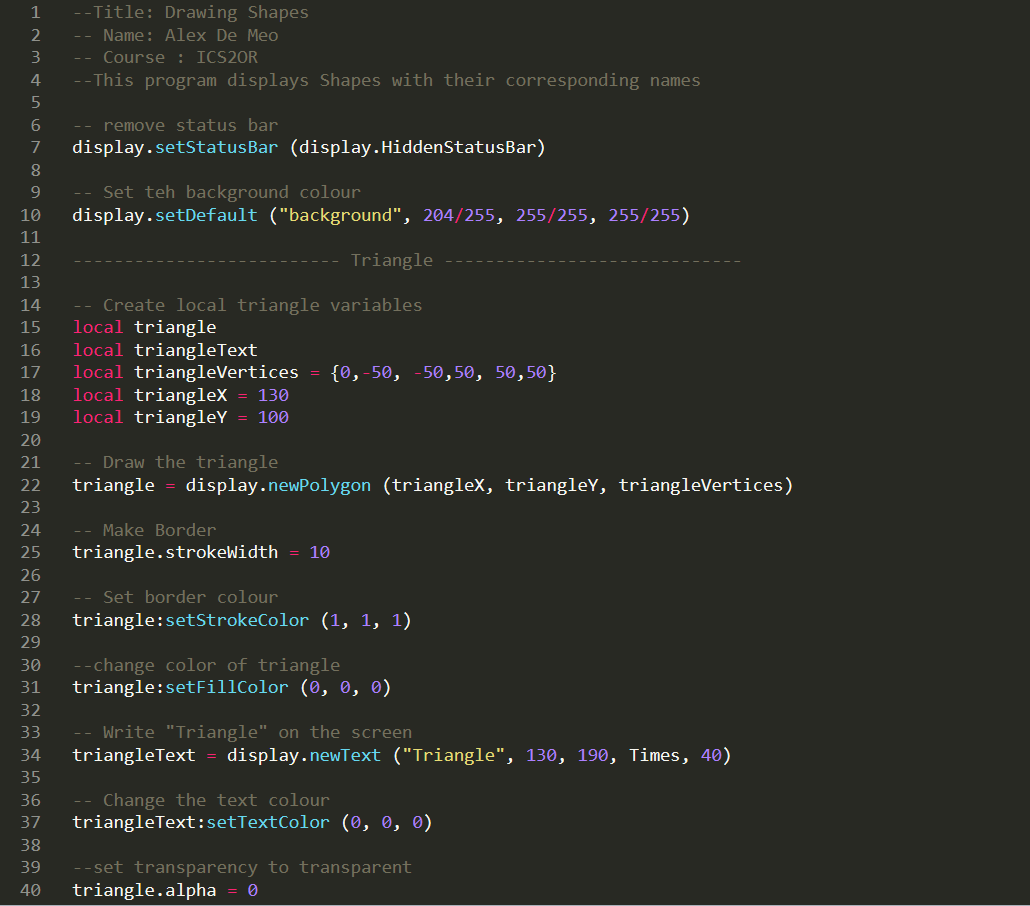 1 --Title: Drawing Shapes
2 -- Name: Alex De Meo
3 -- Course : ICS2OR
4 --This program displays Shapes with their corresponding names
5
6 -- remove status bar
7 display.setStatusBar (display.HiddenStatusBar)
8
9 -- Set teh background colour
10 display.setDefault ("background", 204/255, 255/255, 255/255)
11
12 -------------------------- Triangle -----------------------------
13
14 -- Create local triangle variables
15 local triangle
16 local triangleText
17 local triangleVertices = {0,-50, -50,50, 50,50}
18 local triangleX = 130
19 local triangleY = 100
20
21 -- Draw the triangle
22 triangle = display.newPolygon (triangleX, triangleY, triangleVertices)
23
24 -- Make Border
25 triangle.strokeWidth = 10
26
27 -- Set border colour
28 triangle:setStrokeColor (1, 1, 1)
29
30 --change color of triangle
31 triangle:setFillColor (0, 0, 0)
32
33 -- Write "Triangle" on the screen
34 triangleText = display.newText ("Triangle", 130, 190, Times, 40)
35
36 -- Change the text colour
37 triangleText:setTextColor (0, 0, 0)
38
39 --set transparency to transparent
40 triangle.alpha = 0